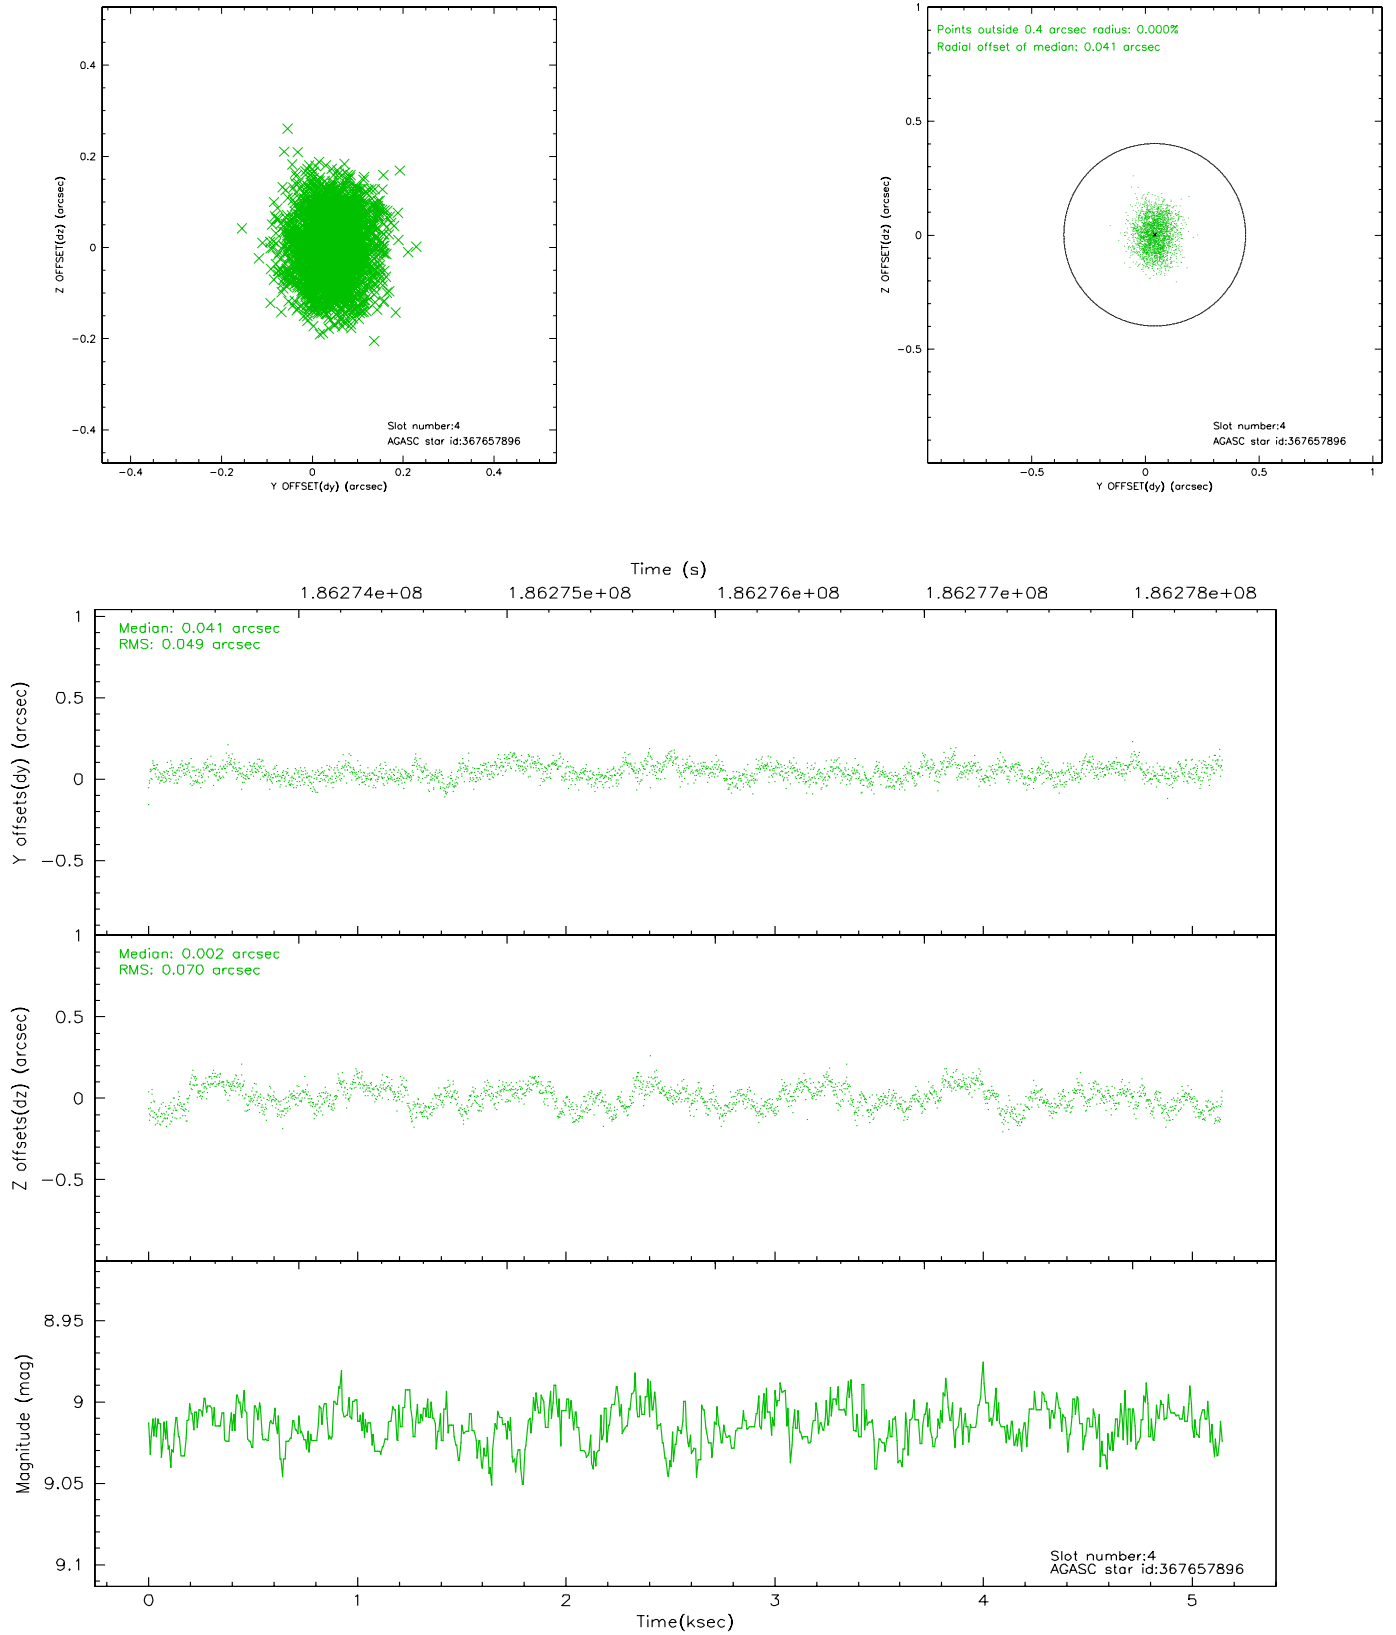 0.4
0.2
0
−0.2
−0.4
Z OFFSET(dz) (arcsec)
Slot number:4
AGASC star id:367657896
−0.4 −0.2 0 0.2 0.4
Y OFFSET(dy) (arcsec)
Points outside 0.4 arcsec radius: 0.000%
Radial offset of median: 0.041 arcsec
1
0.5
0
−0.5
Z OFFSET(dz) (arcsec)
Slot number:4
AGASC star id:367657896
−0.5 0 0.5 1
Y OFFSET(dy) (arcsec)
Time (s)
1.86274e+08 1.86275e+08 1.86276e+08 1.86277e+08 1.86278e+08
Median: 0.041 arcsec
RMS: 0.049 arcsec
1
0.5
0
−0.5
Y offsets(dy) (arcsec)
Median: 0.002 arcsec
RMS: 0.070 arcsec
1
0.5
0
−0.5
Z offsets(dz) (arcsec)
8.95
9
9.05
9.1
Magnitude (mag)
Slot number:4
AGASC star id:367657896
0 1 2 3 4 5
Time(ksec)